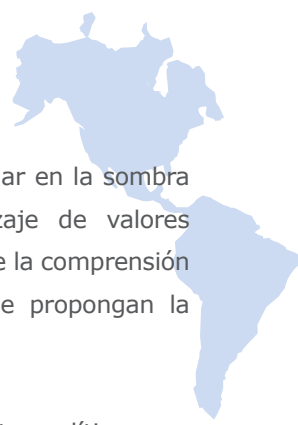 ar en la sombra
zaje de valores
e la comprensión
e propongan la